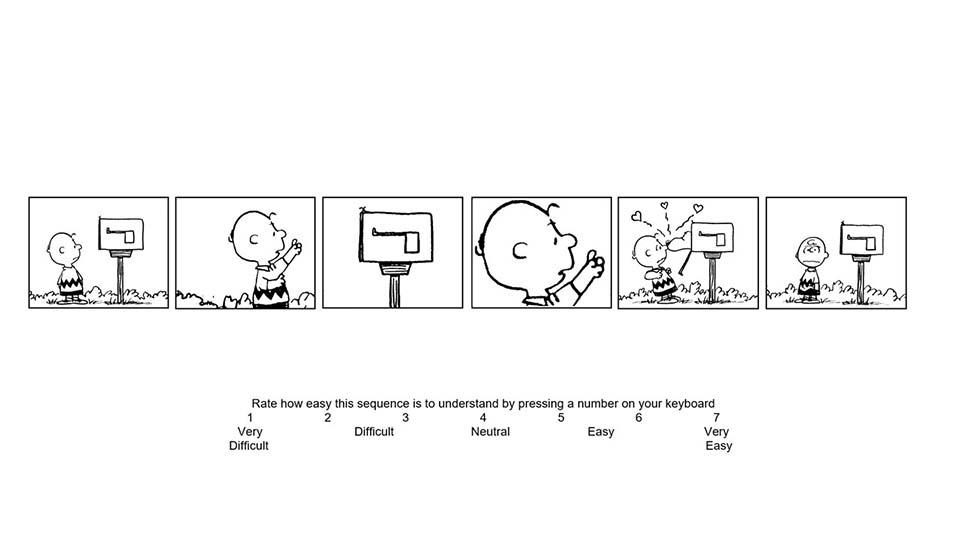 Rate how easy this sequence is to understand by pressing a number on your keyboard
1 2 3 4 5 6 7
Very Difficult Neutral Easy Very
Difficult Easy